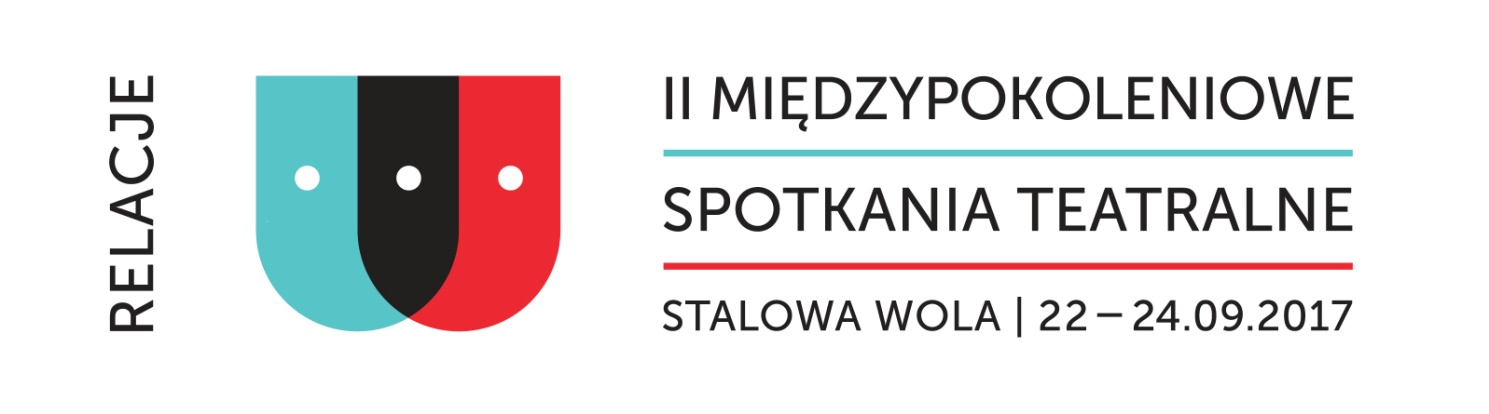 RELACJE
II MIĘDZYPOKOLENIOWE
SPOTKANIA TEATRALNE
STALOWA WOLA | 22 – 24.09.2017